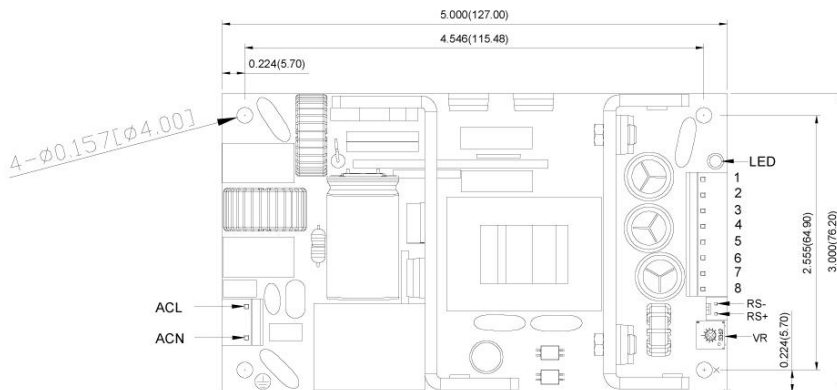 5.000(127.00)
4.546(115.48)
0.224(5.70)
4-Ø0.157[Ø4.00]
LED
1
2
3
4
5
6
7
8
ACL
ACN
RS-
RS+
VR
2.555(64.90)
3.000(76.20)
0.224(5.70)